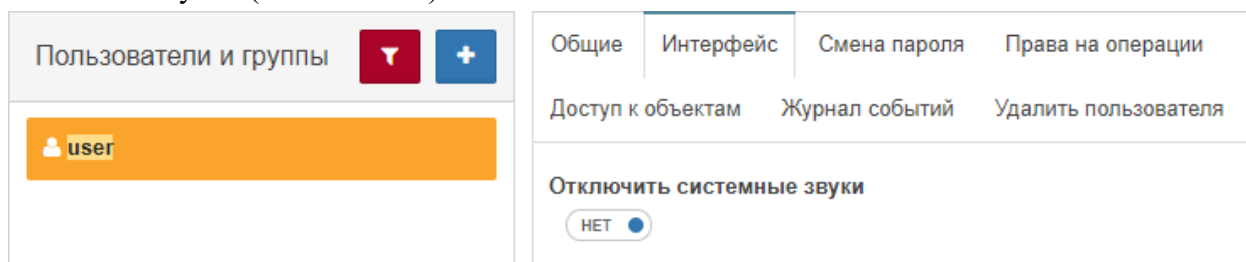 Пользователи и группы
user
Общие Интерфейс Смена пароля Права на операции
Доступ к объектам Журнал событий Удалить пользователя
Отключить системные звуки
НЕТ